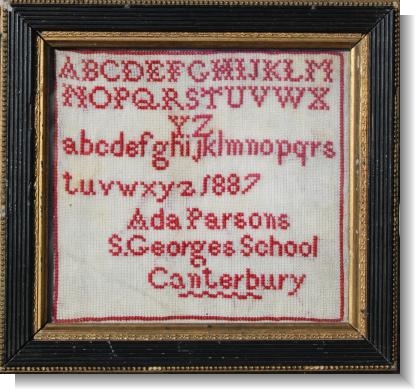 ABCDEFGHIJKLM
NOPQRSTUVWX
YZ
abcdefghijklmnopqrs
tuvwxyz 1887
Ada Parsons
S.Georges School
Canterbury